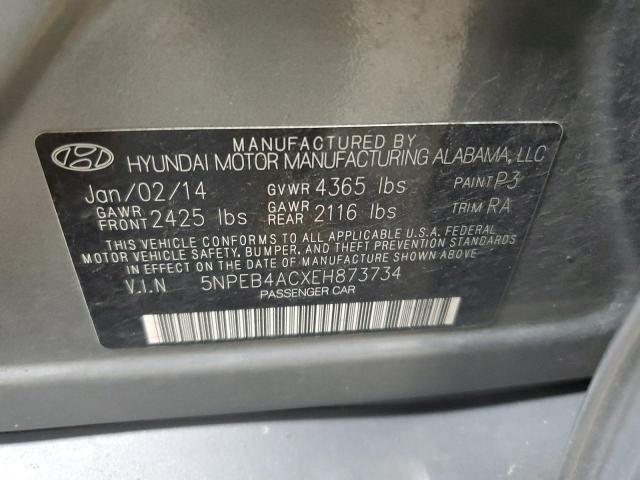 MANUFACTURED BY
HYUNDAI MOTOR MANUFACTURING ALABAMA, LLC
Jan/02/14 GVWR 4365 lbs PAINT P3
GAWR FRONT 2425 lbs GAWR REAR 2116 lbs TRIM RA
THIS VEHICLE CONFORMS TO ALL APPLICABLE U.S.A. FEDERAL
MOTOR VEHICLE SAFETY, BUMPER, AND THEFT PREVENTION
STANDARDS IN EFFECT ON THE DATE OF MANUFACTURE SHOWN ABOVE
V.I.N 5NPEB4ACXEH873734
PASSENGER CAR